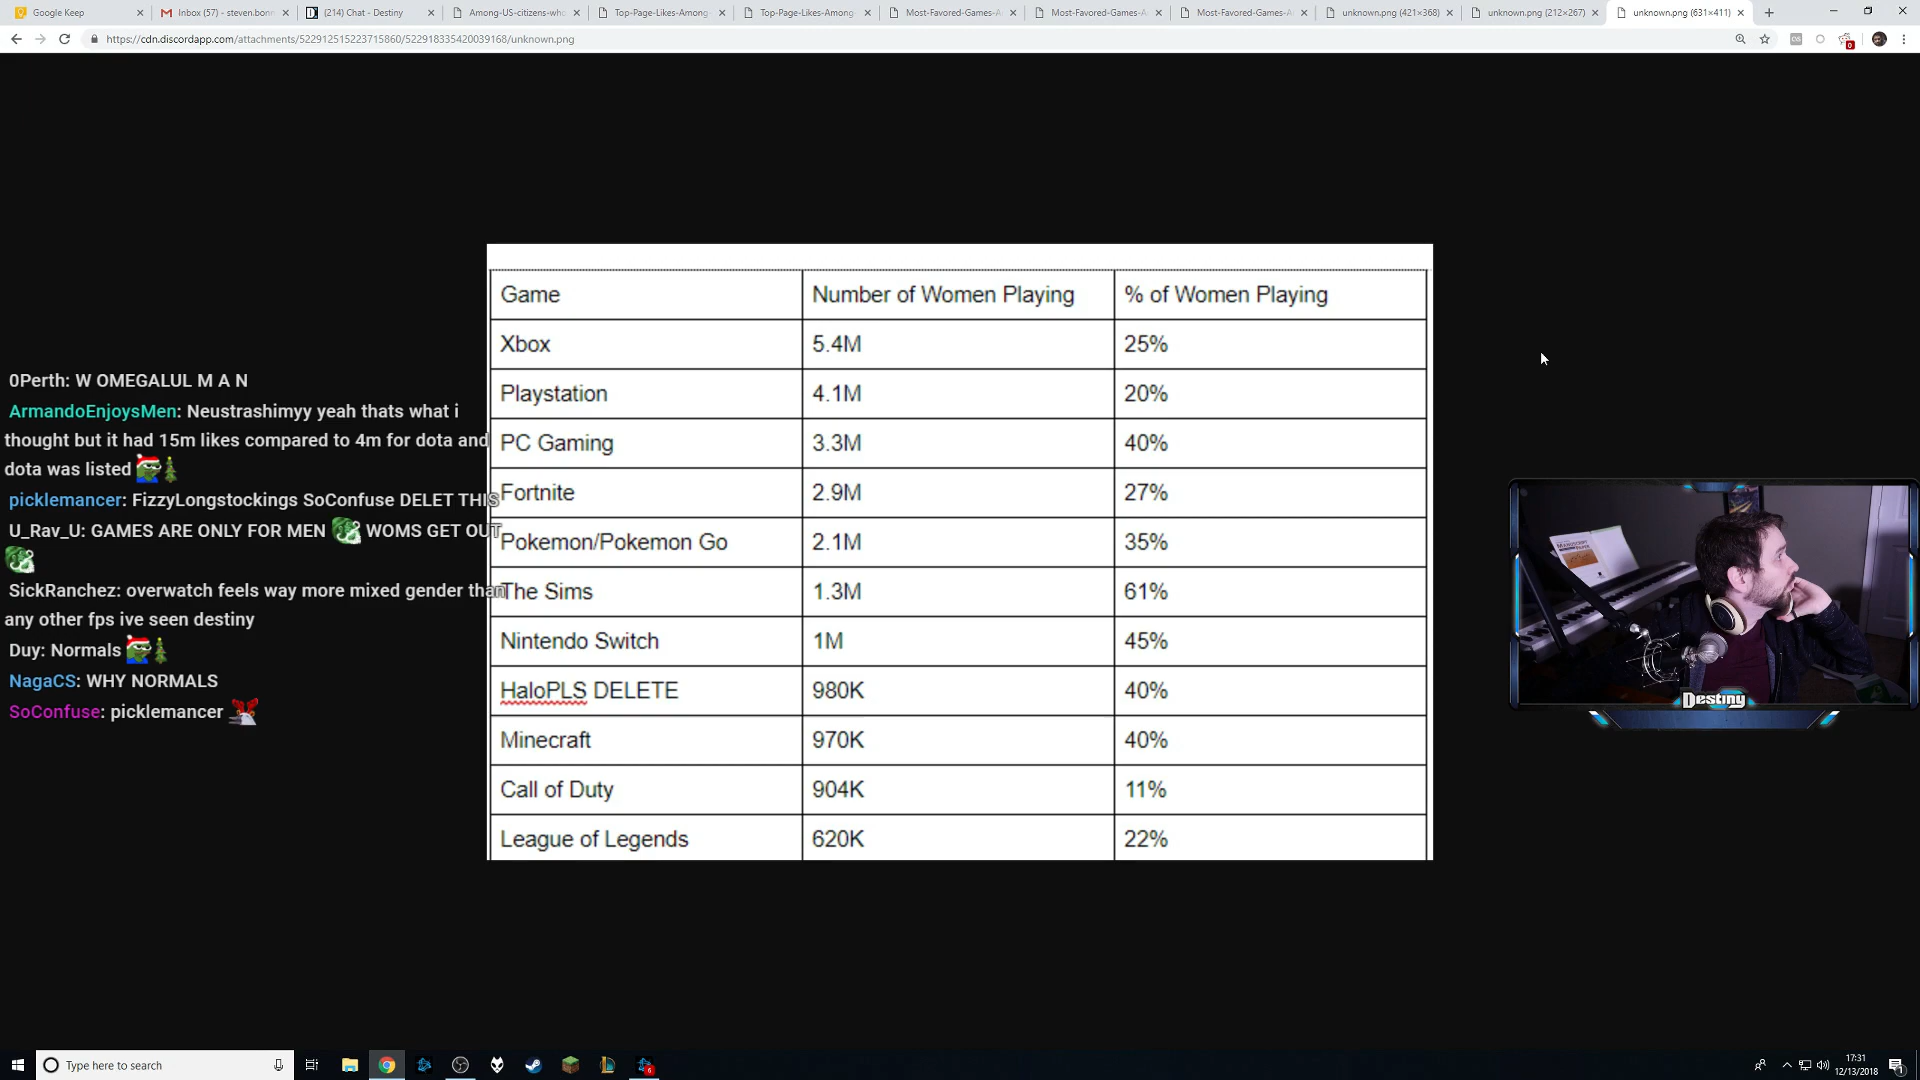 Google Keep
Inbox (57) - steven.bonn
(214) Chat - Destiny
Among-US-citizens-who
Top-Page-Likes-Among-
Top-Page-Likes-Among-
Most-Favored-Games-A
Most-Favored-Games-A
Most-Favored-Games-A
unknown.png (421×368)
unknown.png (212×267)
unknown.png (631×411)
https://cdn.discordapp.com/attachments/522912515223715860/522918335420039168/unknown.png
Game Number of Women Playing % of Women Playing
Xbox 5.4M 25%
Playstation 4.1M 20%
PC Gaming 3.3M 40%
Fortnite 2.9M 27%
Pokemon/Pokemon Go 2.1M 35%
The Sims 1.3M 61%
Nintendo Switch 1M 45%
HaloPLS DELETE 980K 40%
Minecraft 970K 40%
Call of Duty 904K 11%
League of Legends 620K 22%
0Perth: W OMEGALUL M A N
ArmandoEnjoysMen: Neustrashimyy yeah thats what i
thought but it had 15m likes compared to 4m for dota and
dota was listed
picklemancer: FizzyLongstockings SoConfuse DELET THIS
U_Rav_U: GAMES ARE ONLY FOR MEN WOMS GET OUT
SickRanchez: overwatch feels way more mixed gender than
any other fps ive seen destiny
Duy: Normals
NagaCS: WHY NORMALS
SoConfuse: picklemancer
Destiny
Type here to search
17:31
12/13/2018